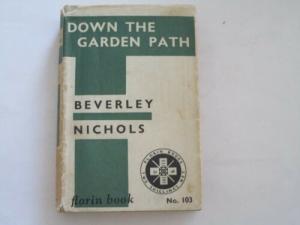 DOWN THE
GARDEN PATH
BEVERLEY
NICHOLS
florin book
No. 103